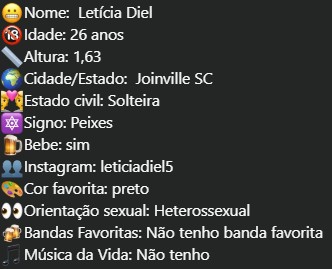 😬Nome:  Letícia Diel
🔞Idade: 26 anos
📏Altura: 1,63
🌍Cidade/Estado:  Joinville SC
👩‍❤️‍👨Estado civil: Solteira
🔯Signo: Peixes
🍺Bebe: sim
👥Instagram: leticiadiel5
🎨Cor favorita: preto
👀Orientação sexual: Heterossexual
🍻Bandas Favoritas: Não tenho banda favorita
🎵Música da Vida: Não tenho